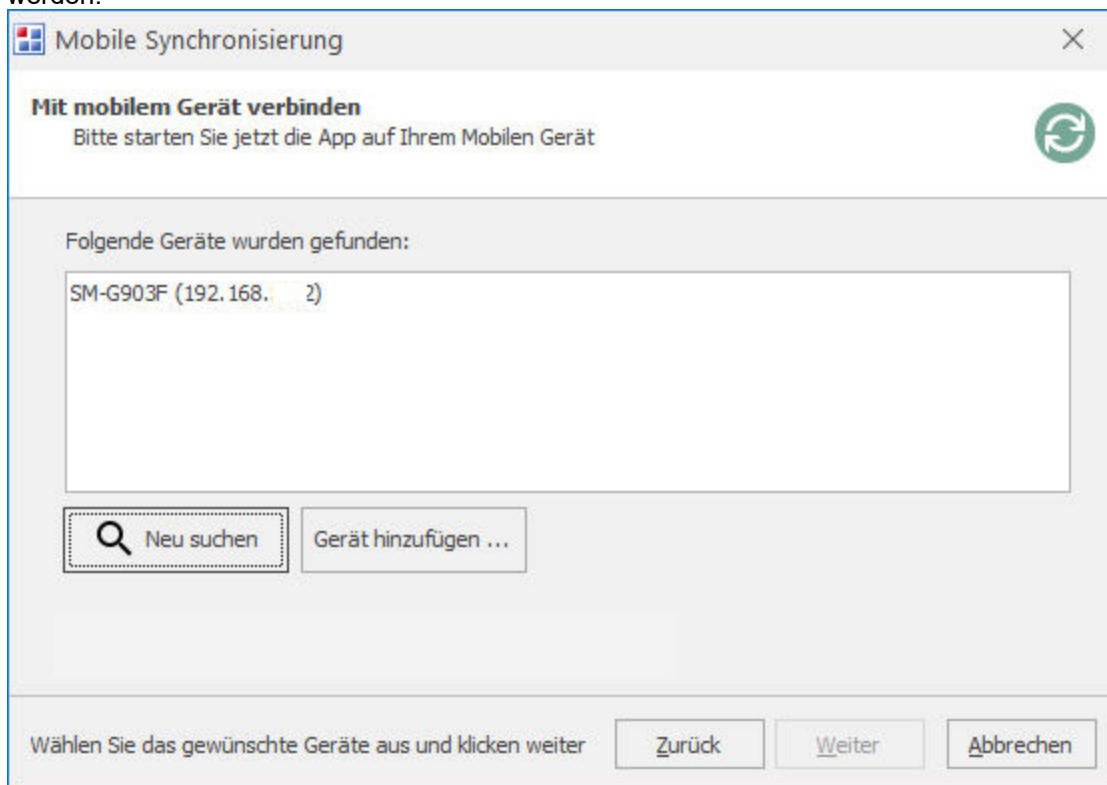 werden.
Mobile Synchronisierung
Mit mobilem Gerät verbinden
Bitte starten Sie jetzt die App auf Ihrem Mobilen Gerät
Folgende Geräte wurden gefunden:
SM-G903F (192.168. 2)
Neu suchen
Gerät hinzufügen ...
Wählen Sie das gewünschte Geräte aus und klicken weiter
Zurück
Weiter
Abbrechen